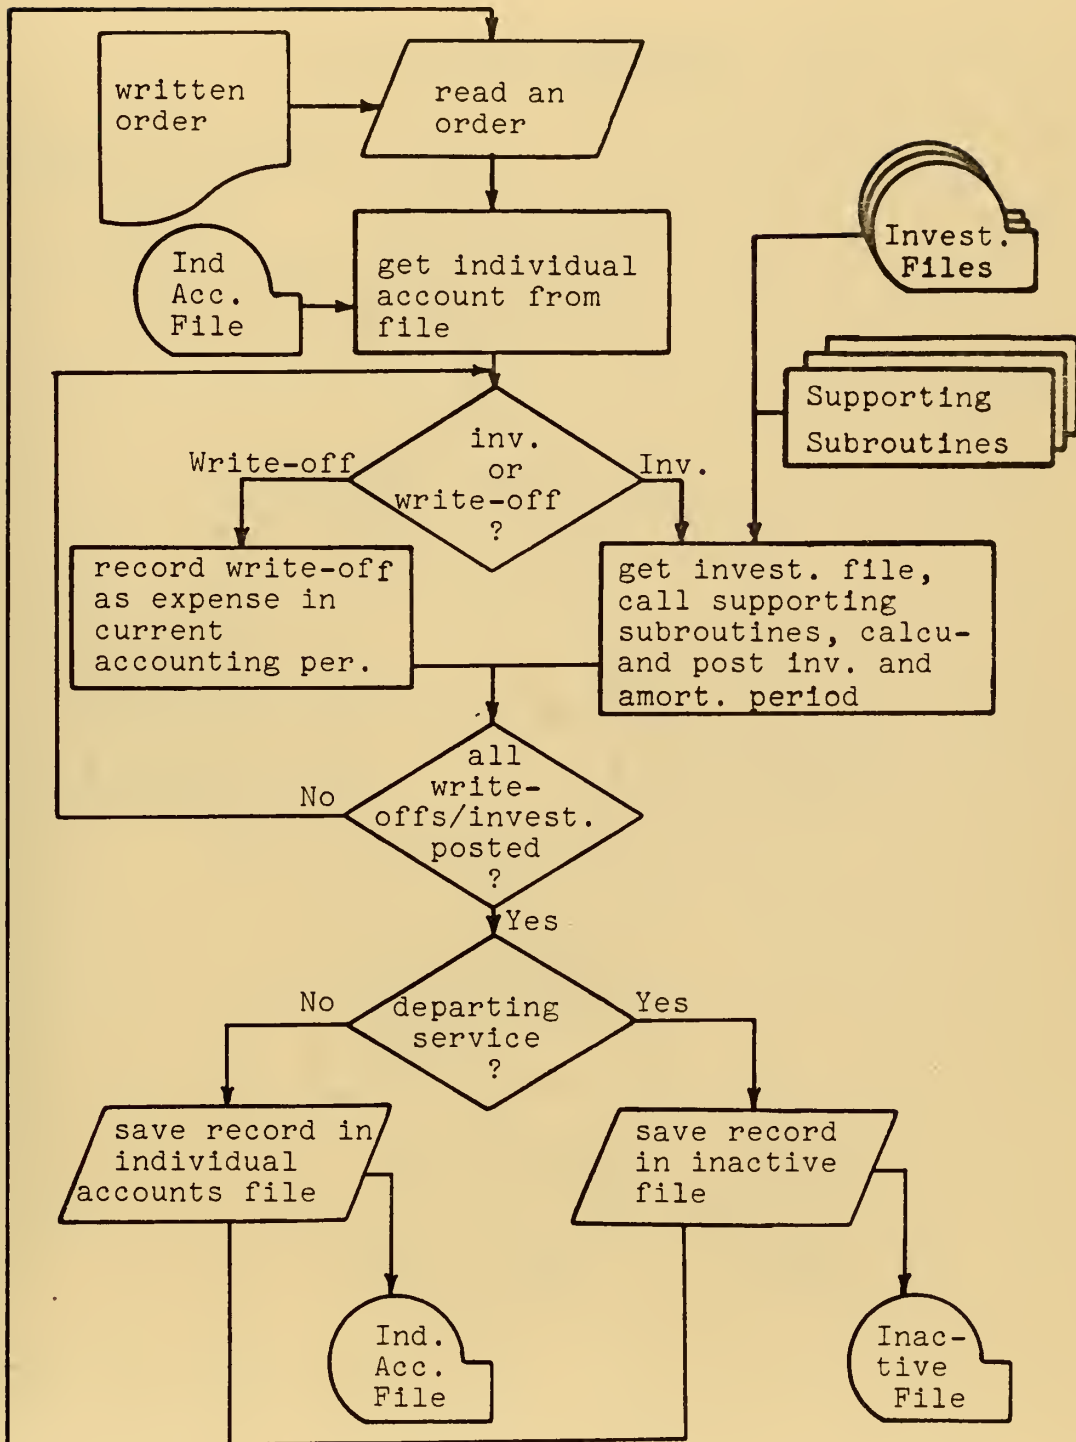 written
order
read an
order
Ind
Acc.
File
get individual
account from
file
Invest.
Files
Supporting
Subroutines
inv.
or
write-off
?
Write-off
Inv.
record write-off
as expense in
current
accounting per.
get invest. file,
call supporting
subroutines, calcu-
and post inv. and
amort. period
all
write-
offs/invest.
posted
?
No
Yes
departing
service
?
No
Yes
save record in
individual
accounts file
save record
in inactive
file
Ind.
Acc.
File
Inac-
tive
File